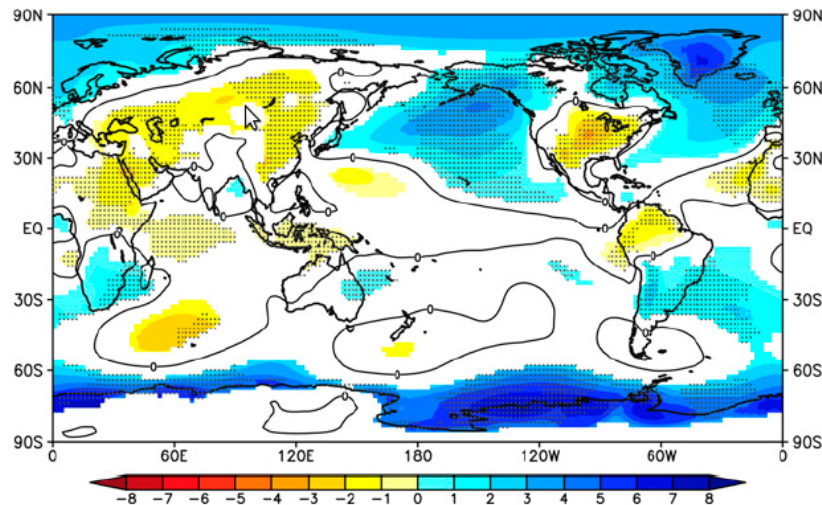 90N 90N
60N 60N
30N 30N
EQ EQ
30S 30S
60S 60S
90S 90S
0 60E 120E 180 120W 60W 0
-8 -7 -6 -5 -4 -3 -2 -1 0 1 2 3 4 5 6 7 8